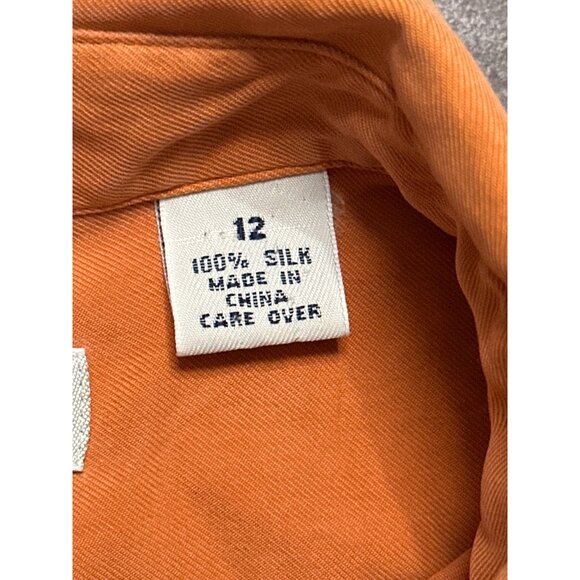 12
100% SILK
MADE IN
CHINA
CARE OVER